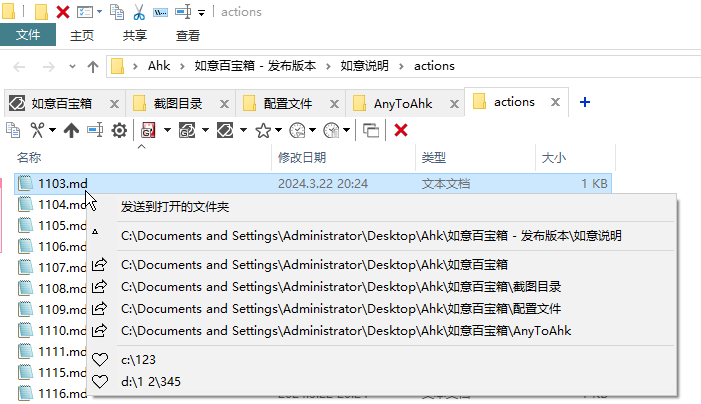 actions
文件 主页 共享 查看
Ahk 如意百宝箱 - 发布版本 如意说明 actions
如意百宝箱 截图目录 配置文件 AnyToAhk actions
名称 修改日期 类型 大小
1103.md 2024.3.22 20:24 文本文档 1 KB
1104.md
1105.md
1106.md
1107.md
1108.md
1109.md
1110.md
1111.md
1115.md
1116.md
发送到打开的文件夹
C:\Documents and Settings\Administrator\Desktop\Ahk\如意百宝箱 - 发布版本\如意说明
C:\Documents and Settings\Administrator\Desktop\Ahk\如意百宝箱
C:\Documents and Settings\Administrator\Desktop\Ahk\如意百宝箱\截图目录
C:\Documents and Settings\Administrator\Desktop\Ahk\如意百宝箱\配置文件
C:\Documents and Settings\Administrator\Desktop\Ahk\如意百宝箱\AnyToAhk
c:\123
d:\1 2\345